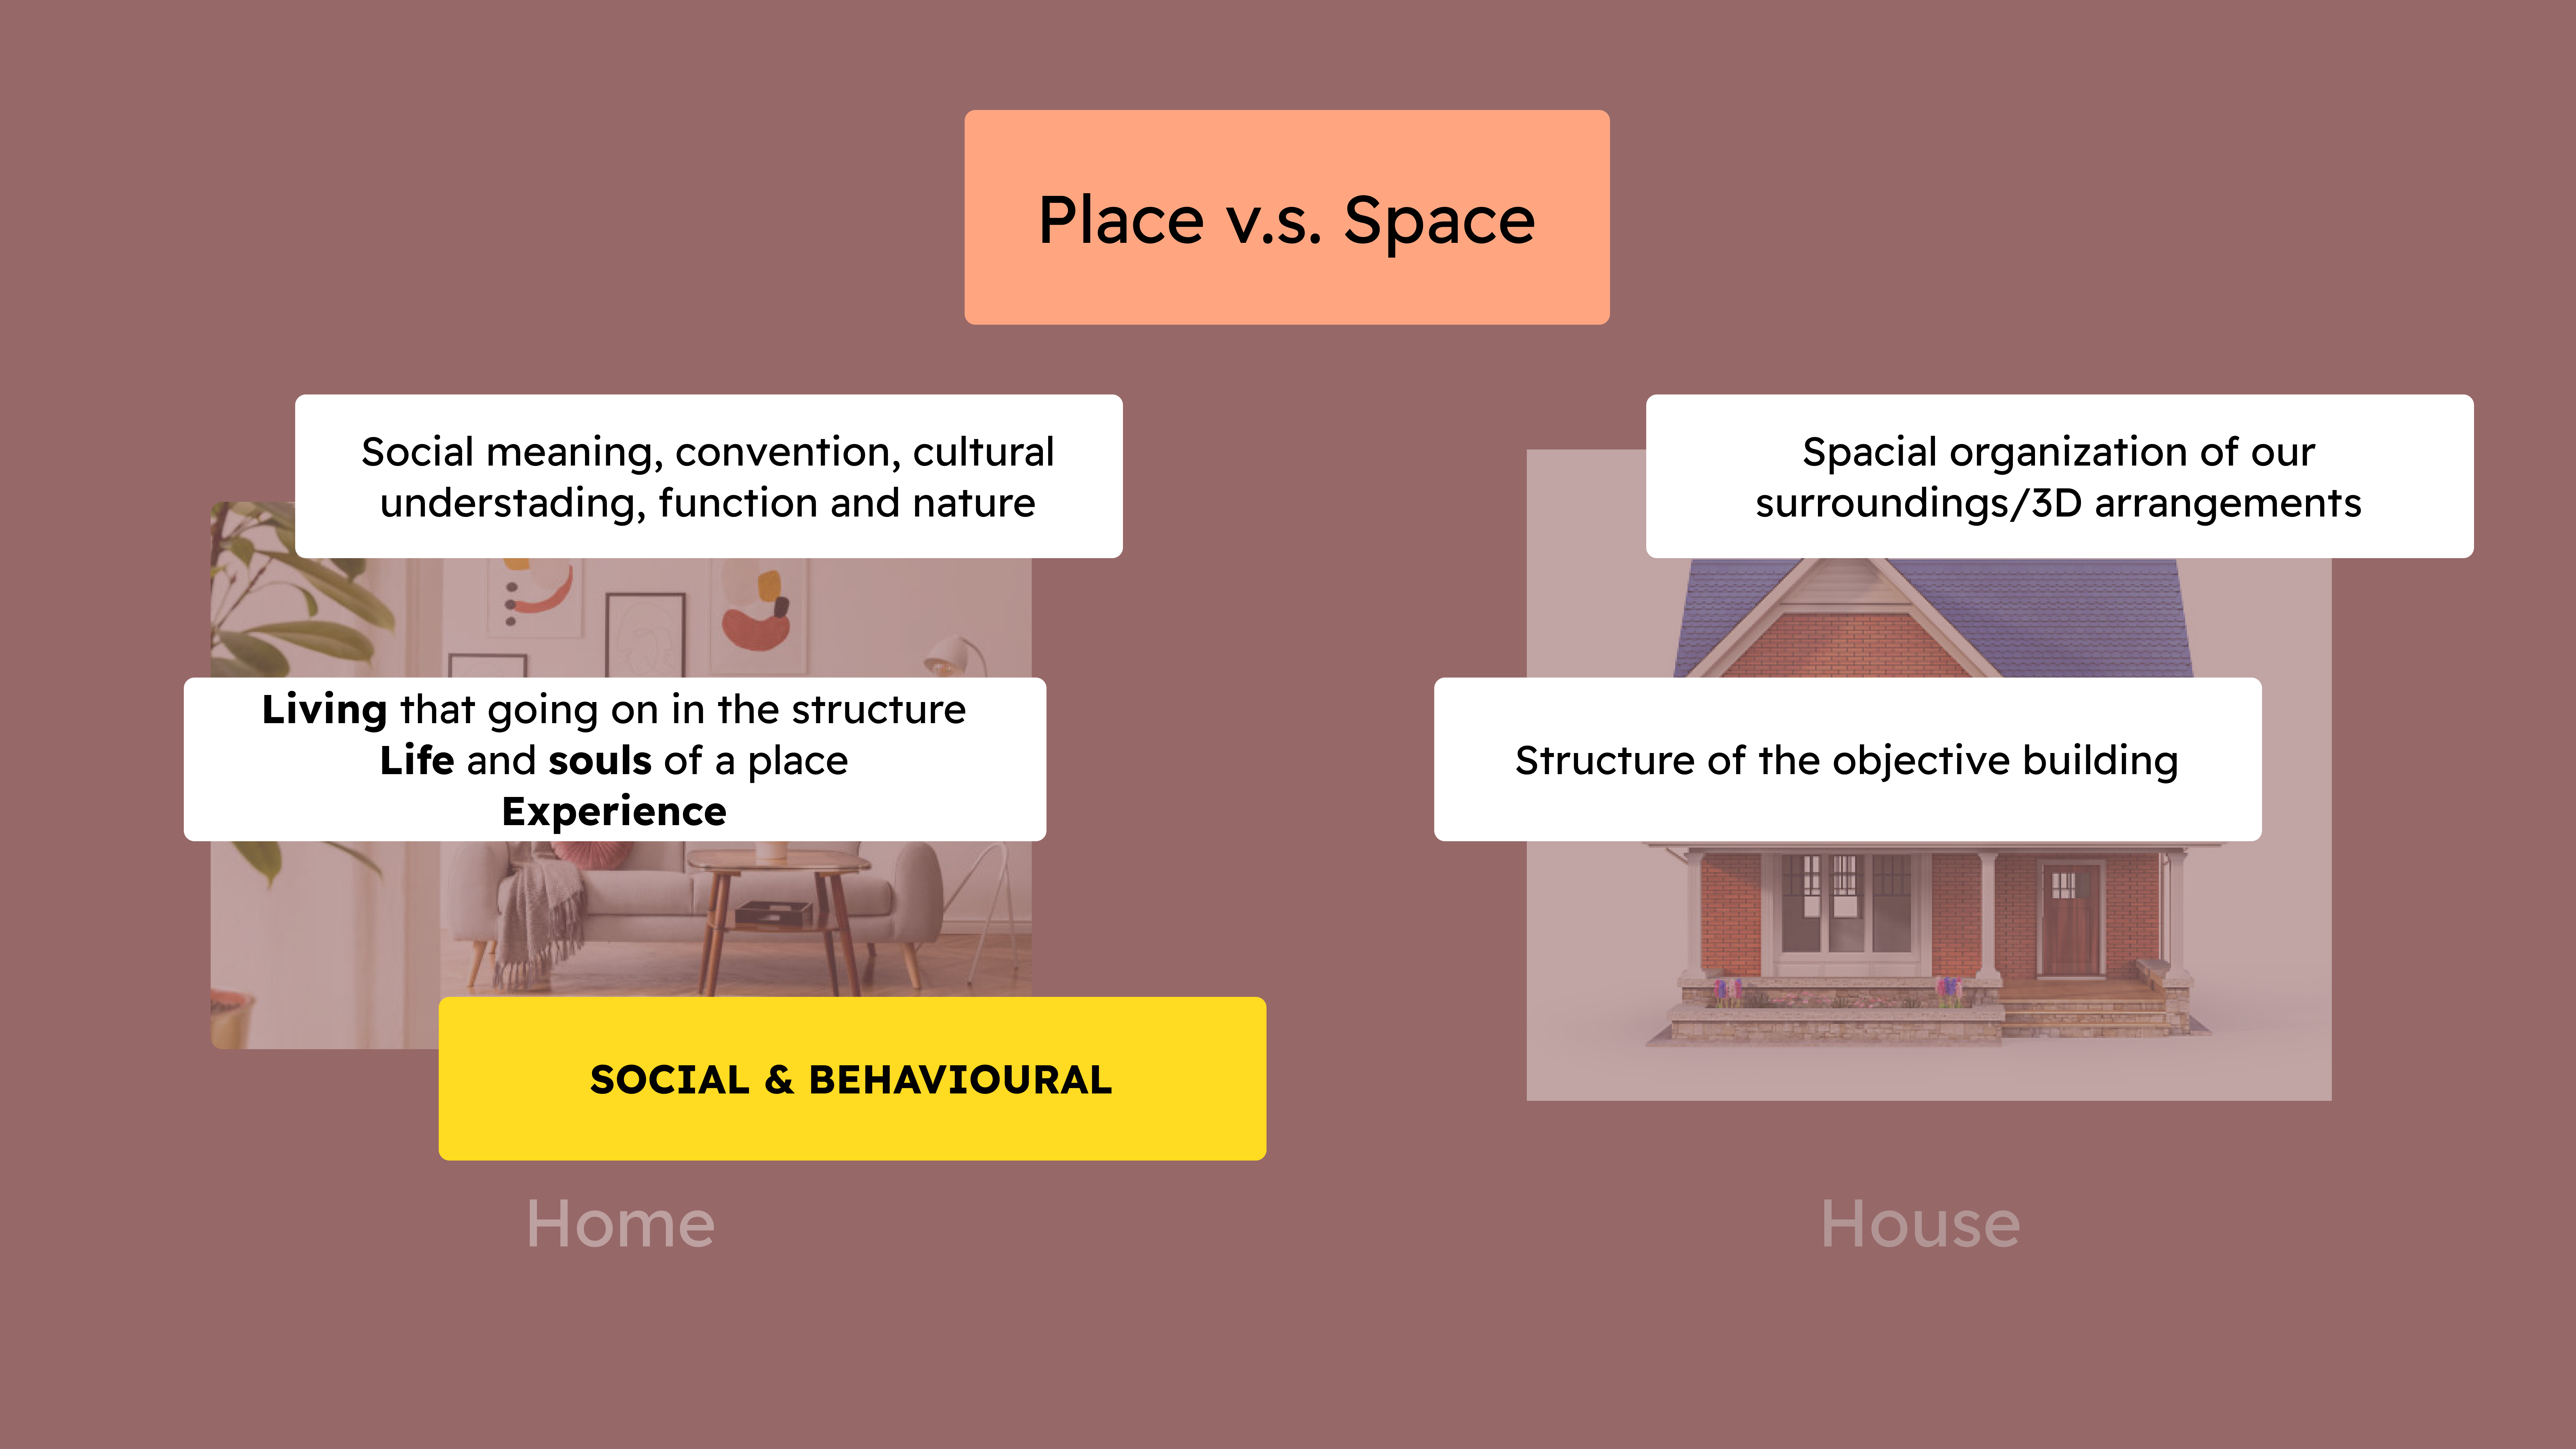 Place v.s. Space
Social meaning, convention, cultural
understading, function and nature
Living that going on in the structure
Life and souls of a place
Experience
SOCIAL & BEHAVIOURAL
Home
Spacial organization of our
surroundings/3D arrangements
Structure of the objective building
House